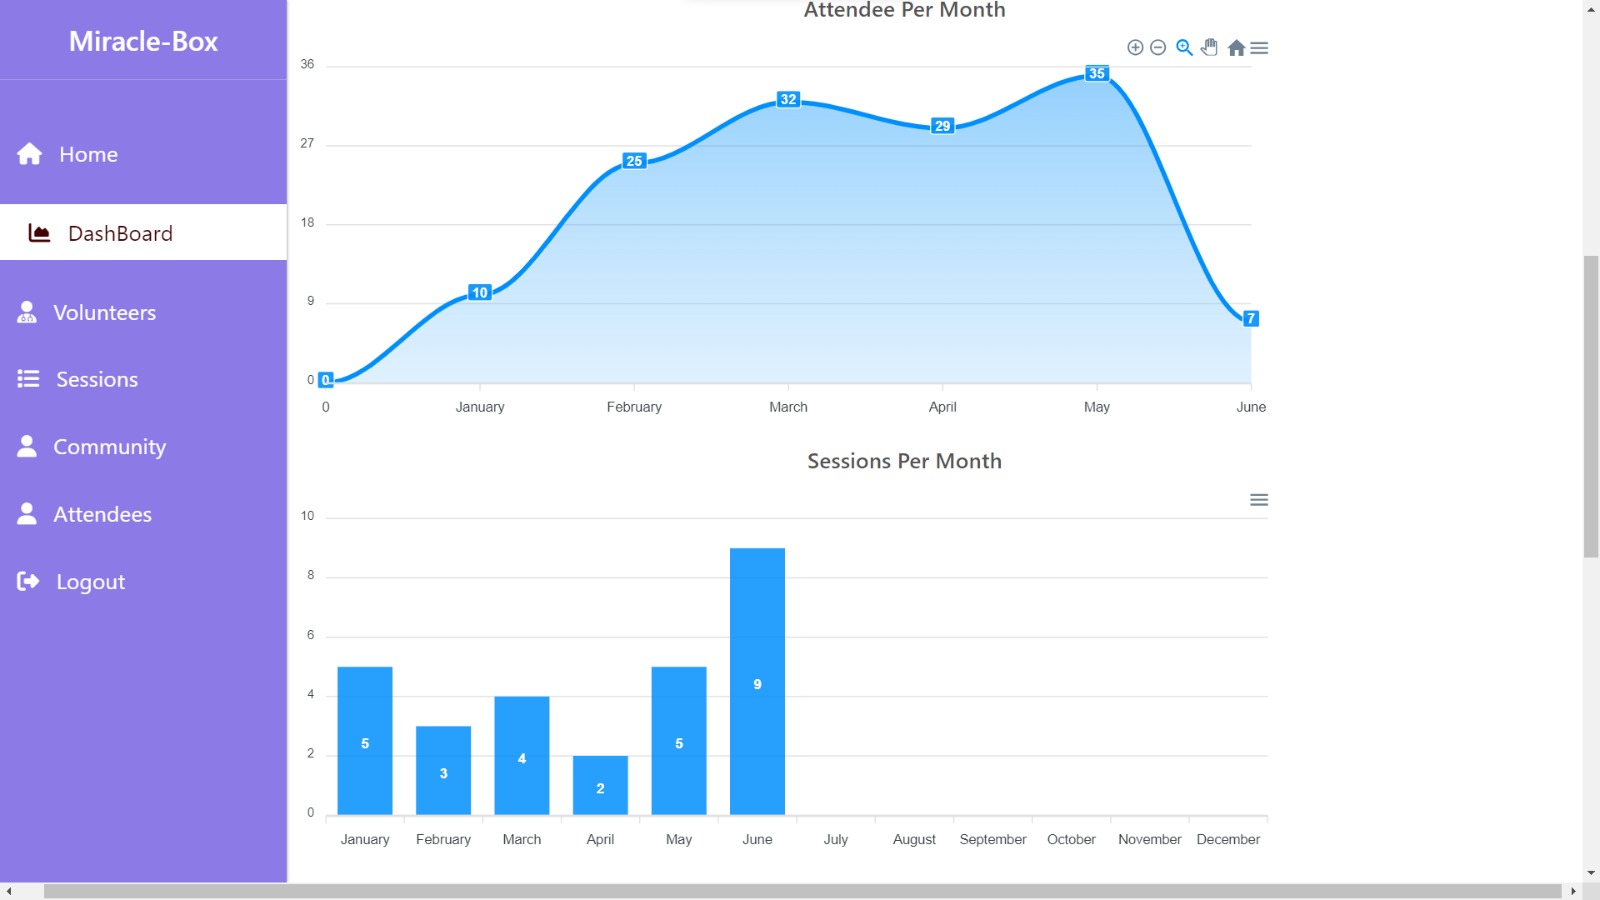 Miracle-Box
Home
DashBoard
Volunteers
Sessions
Community
Attendees
Logout
Attendee Per Month
36
27
18
9
0
0
10
25
32
29
35
7
0 January February March April May June
Sessions Per Month
10
8
6
4
2
0
5
3
4
2
5
9
January February March April May June July August September October November December